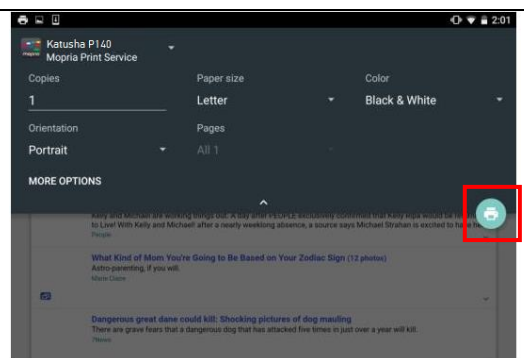 2:01
Katusha P140
mopria Mopria Print Service
Copies Paper size Color
1 Letter Black & White
Orientation Pages
Portrait All 1
MORE OPTIONS
Kelly and Michael are working things out. A day after PEOPLE exclusively confirmed that Kelly Ripa would be
to Live! With Kelly and Michael! after a nearly weeklong absence, a source says Michael Strahan is excited to have
People
What Kind of Mom You're Going to Be Based on Your Zodiac Sign (12 photos)
Astro-parenting, if you will.
Dangerous great dane could kill: Shocking pictures of dog mauling
There are grave fears that a dangerous dog that has attacked five times in just over a year will kill.
7News